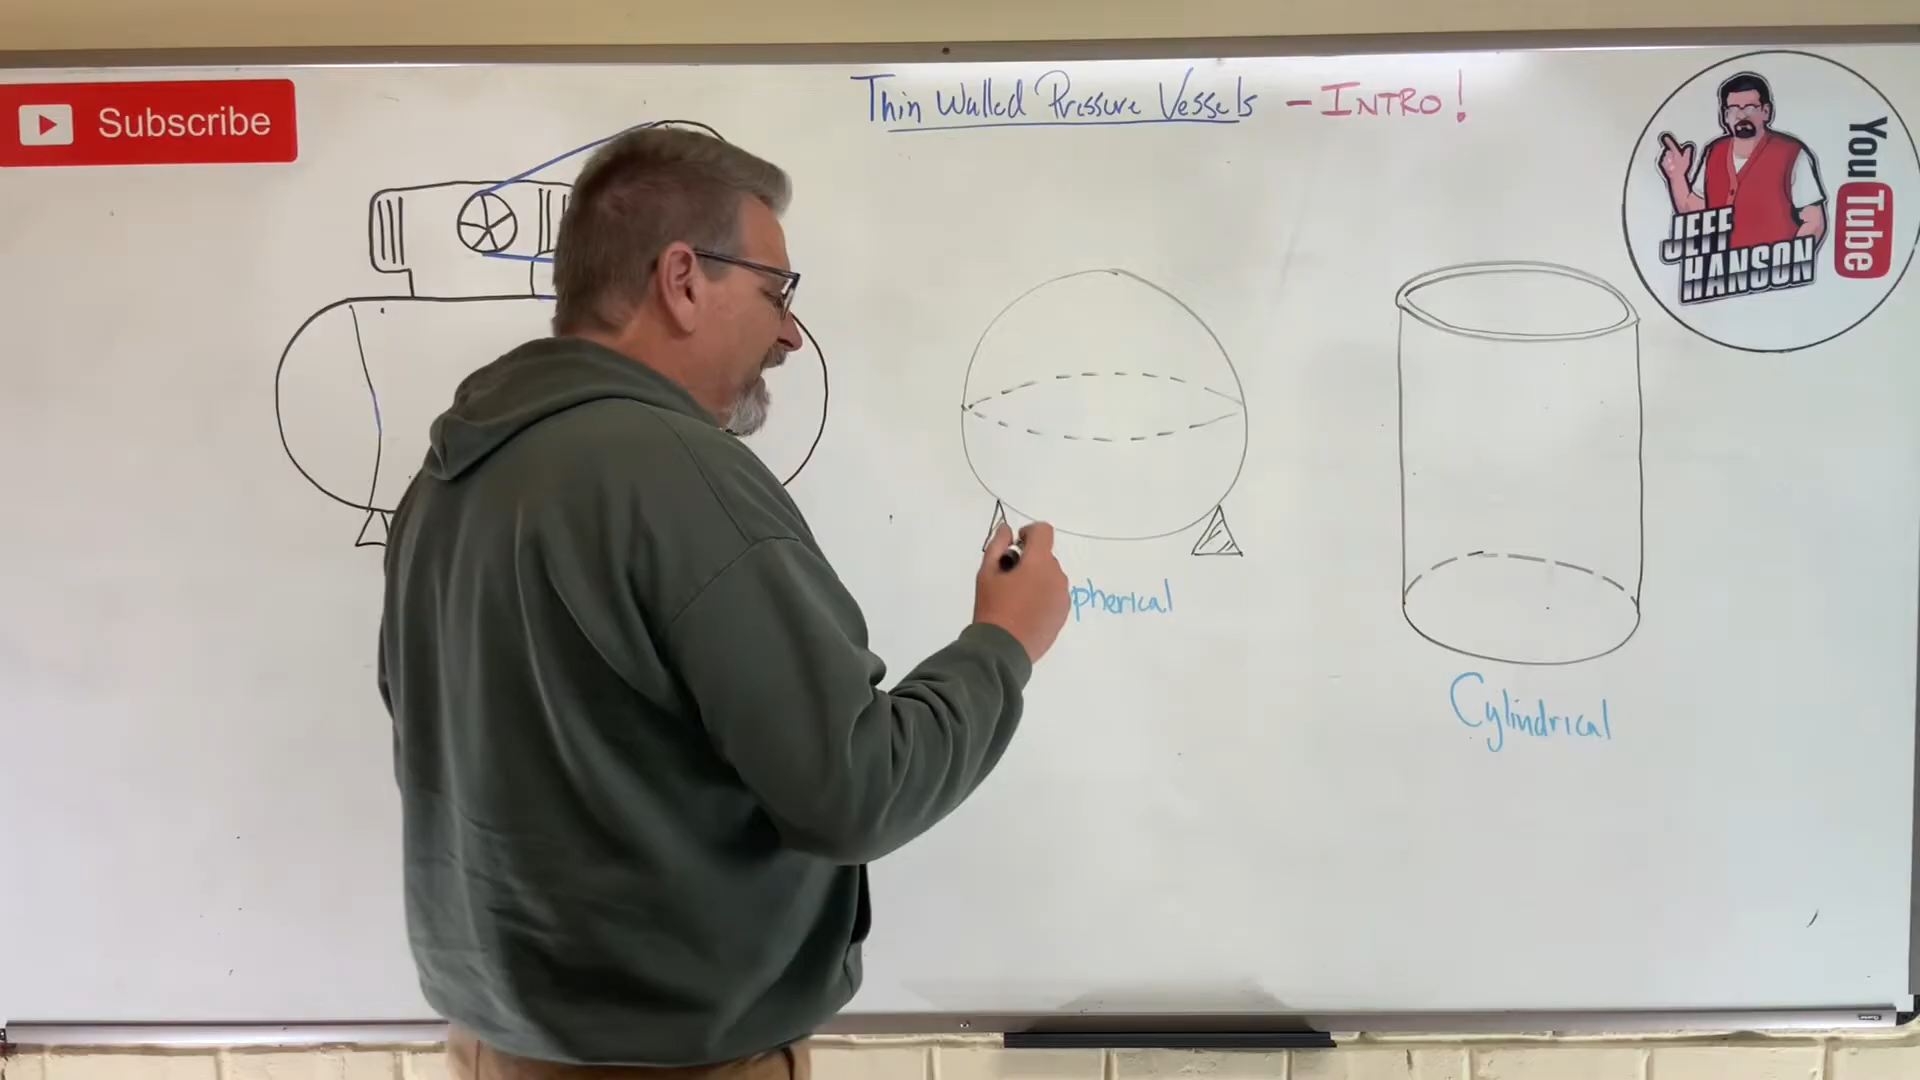 Subscribe
Thin Walled Pressure Vessels - INTRO!
YouTube
JEFF
HANSON
pherical
Cylindrical